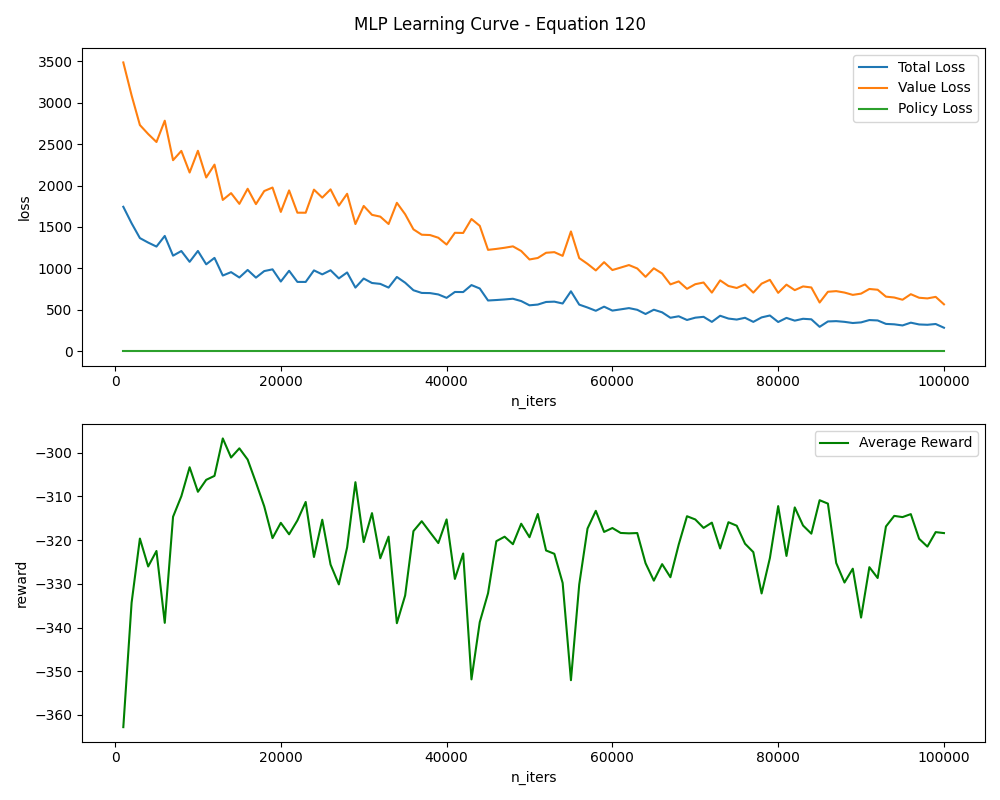 MLP Learning Curve - Equation 120
3500
3000
2500
2000
1500
1000
500
0
loss
Total Loss
Value Loss
Policy Loss
0 20000 40000 60000 80000 100000
n_iters
−300
−310
−320
−330
−340
−350
−360
reward
Average Reward
0 20000 40000 60000 80000 100000
n_iters